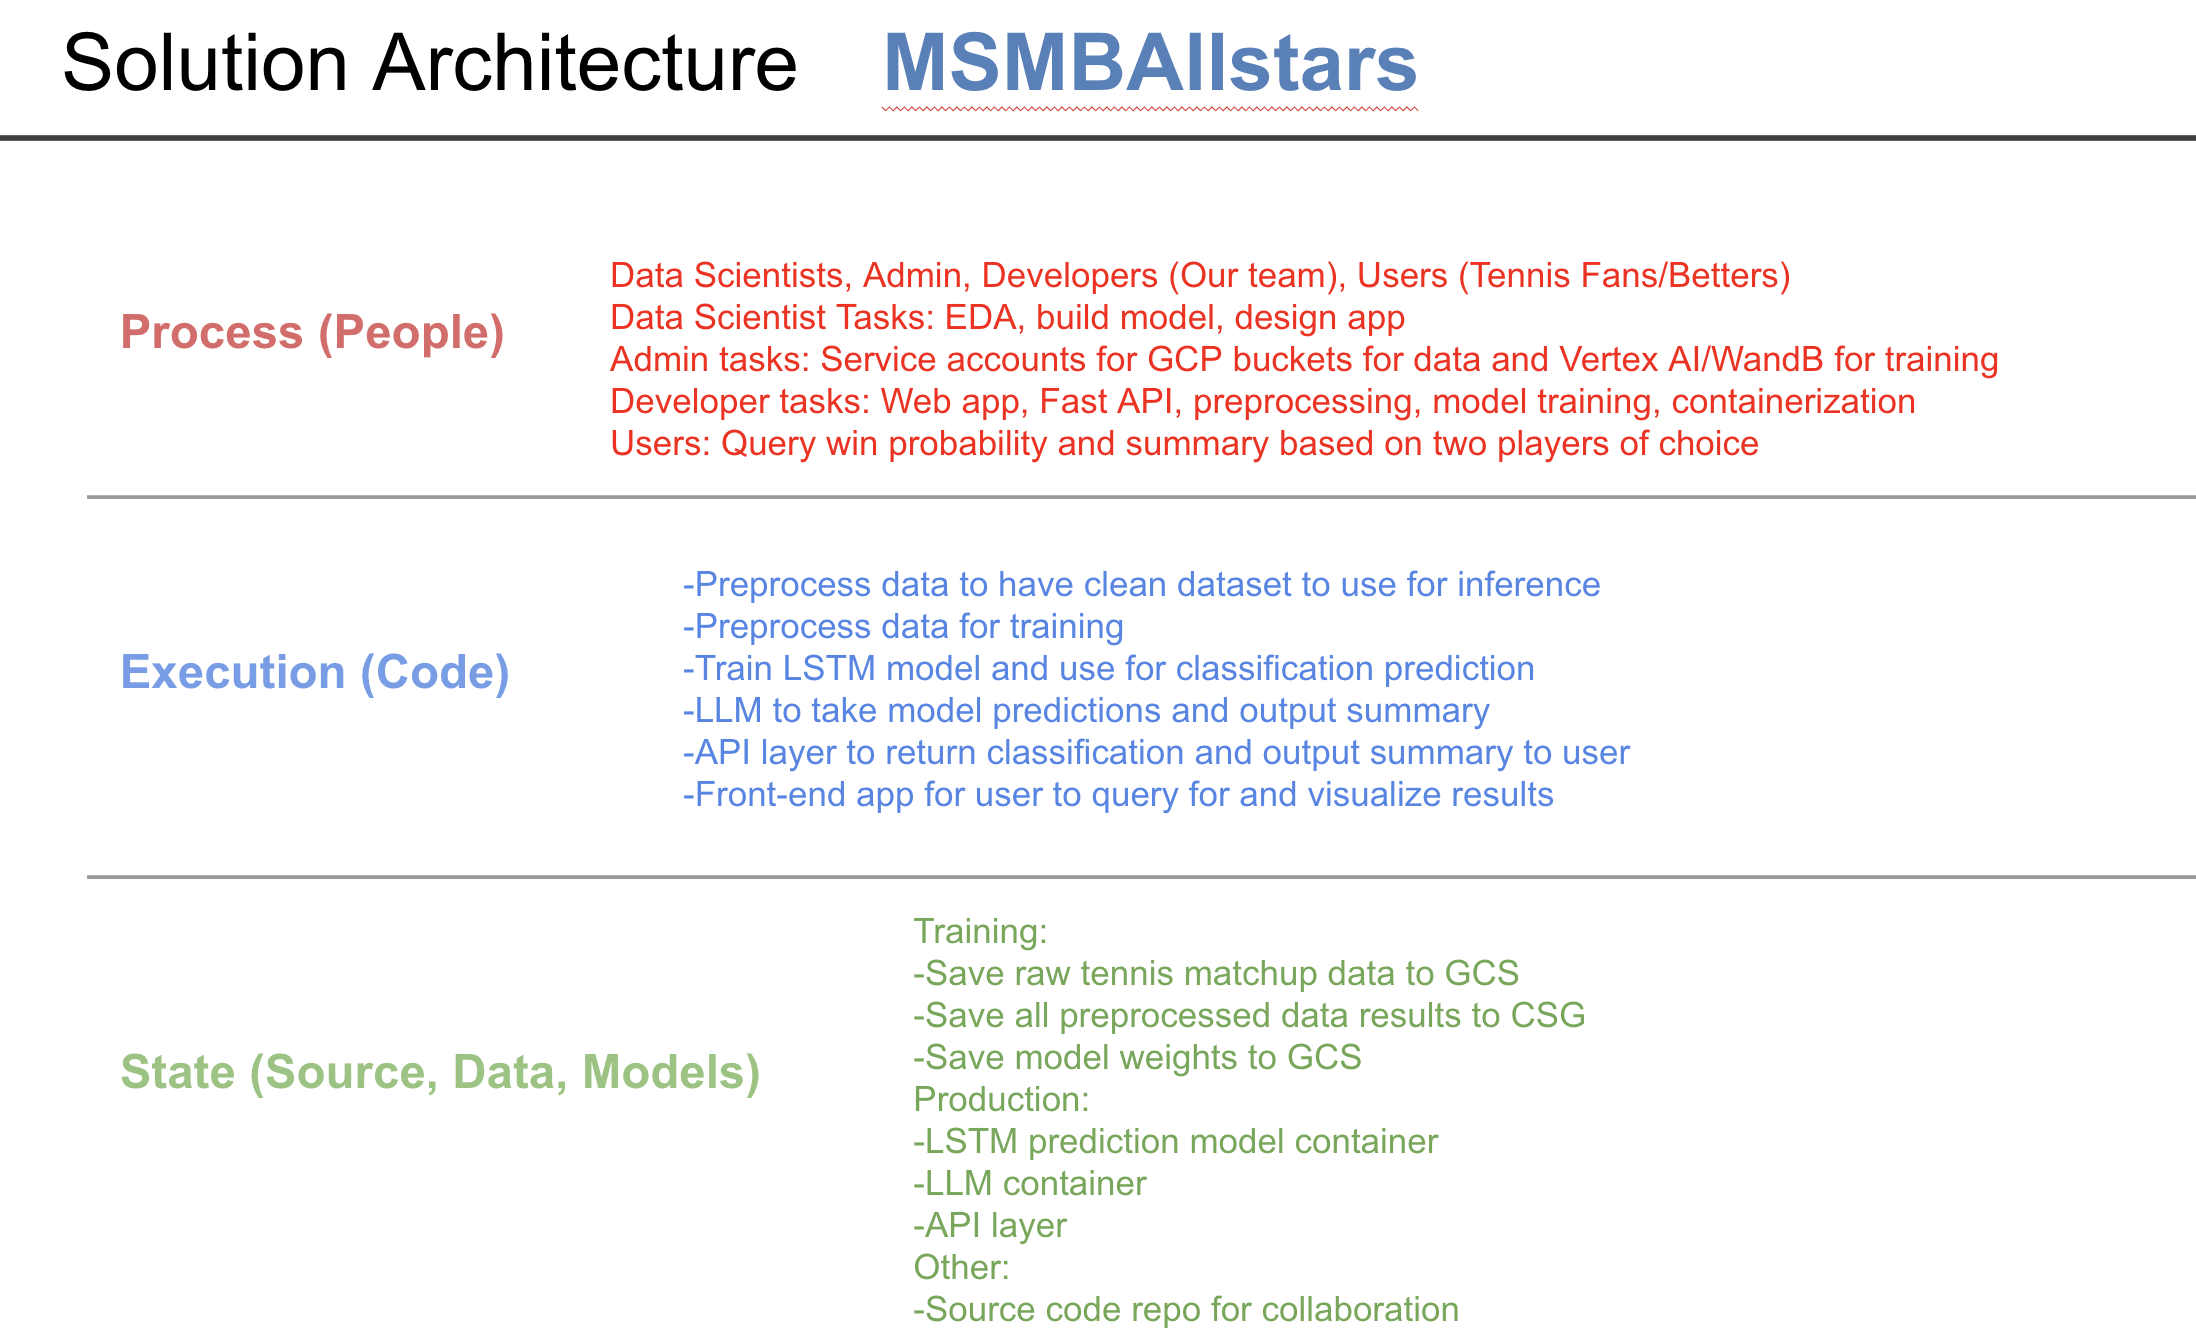 Solution Architecture MSMBAllstars
Process (People)
Data Scientists, Admin, Developers (Our team), Users (Tennis Fans/Betters)
Data Scientist Tasks: EDA, build model, design app
Admin tasks: Service accounts for GCP buckets for data and Vertex AI/WandB for training
Developer tasks: Web app, Fast API, preprocessing, model training, containerization
Users: Query win probability and summary based on two players of choice
Execution (Code)
-Preprocess data to have clean dataset to use for inference
-Preprocess data for training
-Train LSTM model and use for classification prediction
-LLM to take model predictions and output summary
-API layer to return classification and output summary to user
-Front-end app for user to query for and visualize results
State (Source, Data, Models)
Training:
-Save raw tennis matchup data to GCS
-Save all preprocessed data results to CSG
-Save model weights to GCS
Production:
-LSTM prediction model container
-LLM container
-API layer
Other:
-Source code repo for collaboration